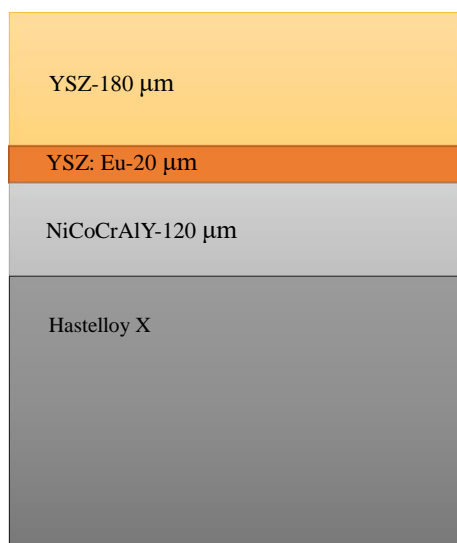 YSZ-180 μm
YSZ: Eu-20 μm
NiCoCrAlY-120 μm
Hastelloy X